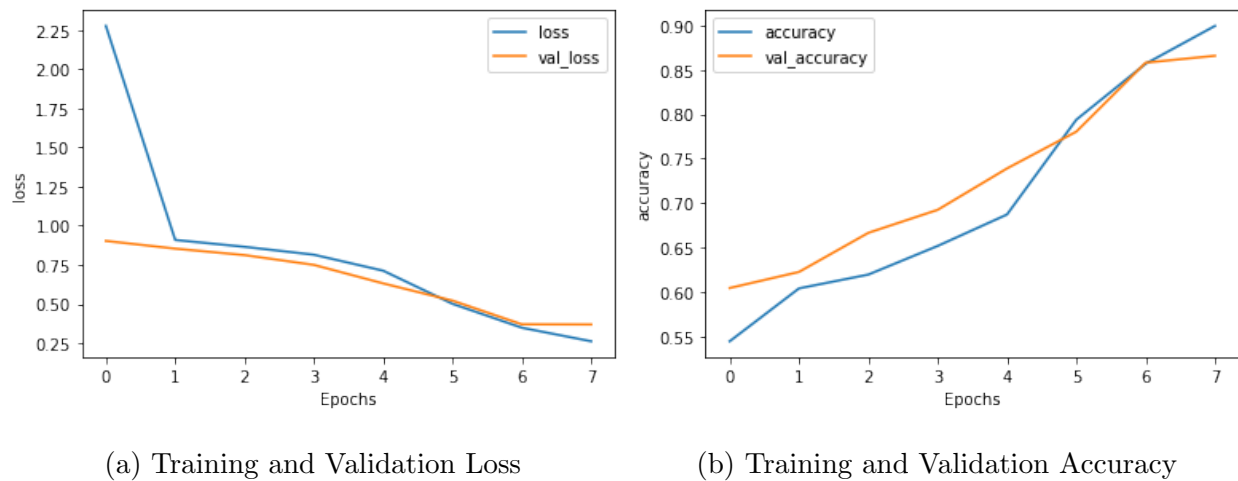 2.25
2.00
1.75
1.50
1.25
1.00
0.75
0.50
0.25
loss
loss
val_loss
0 1 2 3 4 5 6 7
Epochs
(a) Training and Validation Loss
0.90
0.85
0.80
0.75
0.70
0.65
0.60
0.55
accuracy
accuracy
val_accuracy
0 1 2 3 4 5 6 7
Epochs
(b) Training and Validation Accuracy